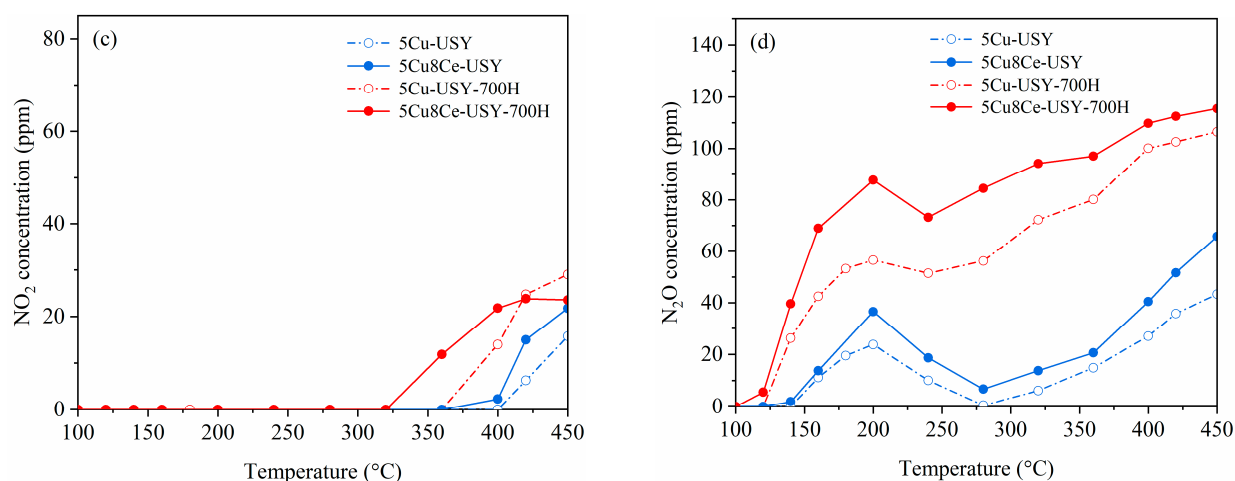 (c)
5Cu-USY
5Cu8Ce-USY
5Cu-USY-700H
5Cu8Ce-USY-700H
80
60
40
20
0
NO₂ concentration (ppm)
100 150 200 250 300 350 400 450
Temperature (°C)
(d)
5Cu-USY
5Cu8Ce-USY
5Cu-USY-700H
5Cu8Ce-USY-700H
140
120
100
80
60
40
20
0
N₂O concentration (ppm)
100 150 200 250 300 350 400 450
Temperature (°C)